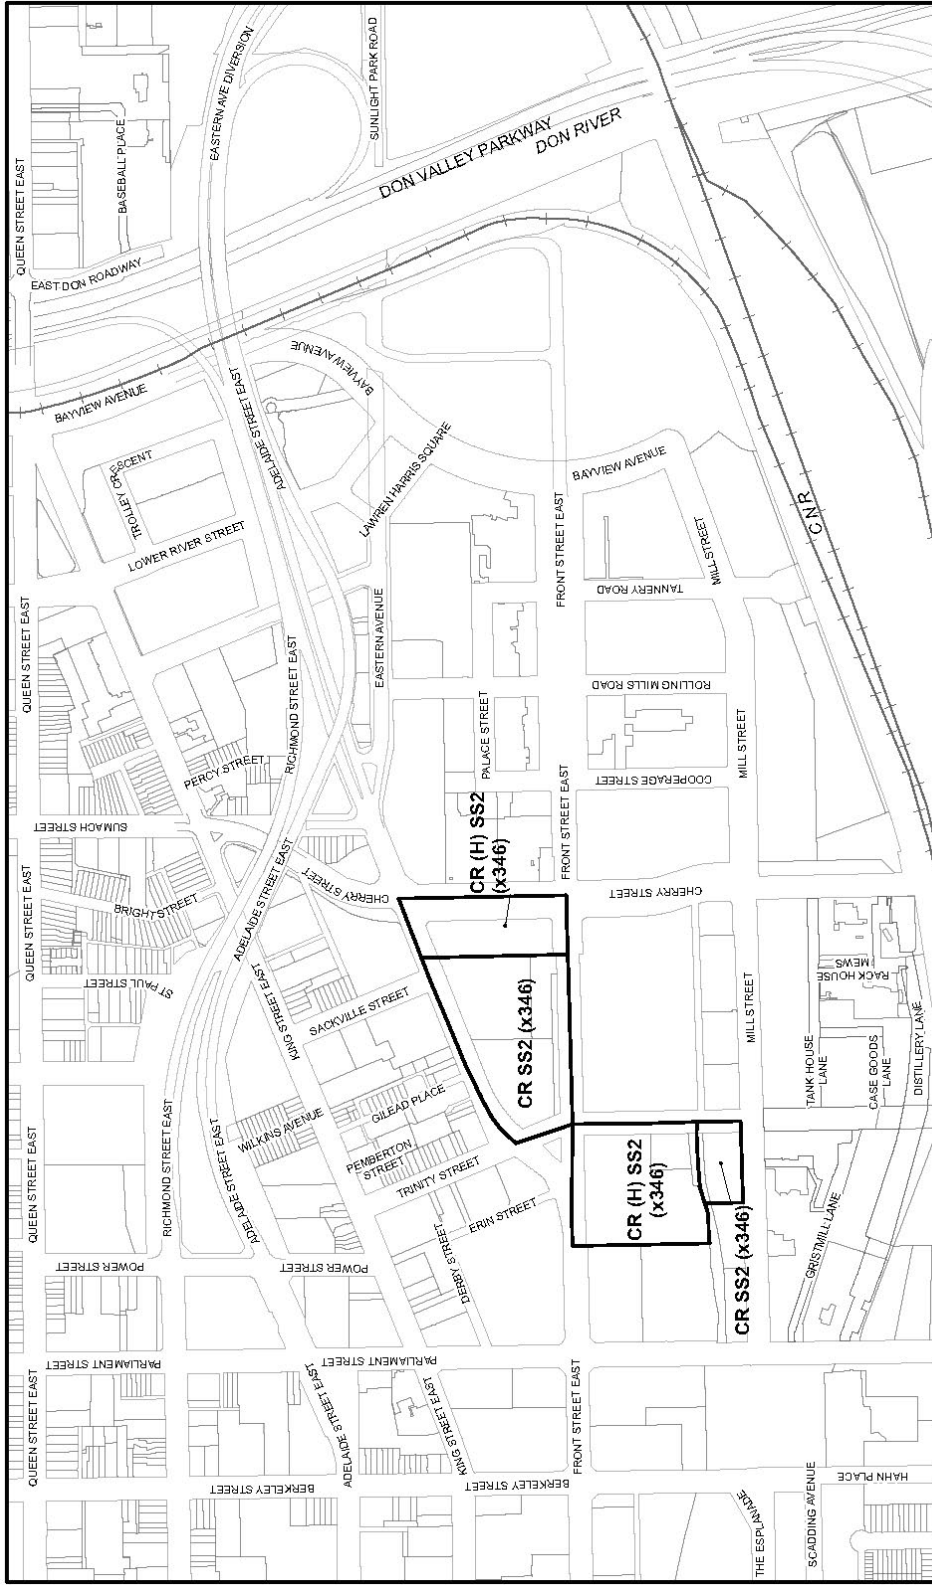 QUEEN STREET EAST
BASEBALL PLACE
EASTERN AVE DIVERSION
SUNLIGHT PARK ROAD
EAST DON ROADWAY
DON VALLEY PARKWAY
DON RIVER
BAYVIEW AVENUE
BAYVIEW AVENUE
BAYVIEW AVENUE
TROLLEY CRESCENT
LOWER RIVER STREET
ADELAIDE STREET EAST
LAWREN HARRIS SQUARE
BAYVIEW AVENUE
MILL STREET
CNR
FRONT STREET EAST
TANNERY ROAD
QUEEN STREET EAST
RICHMOND STREET EAST
EASTERN AVENUE
ROLLING MILLS ROAD
PERCY STREET
PALACE STREET
COOPERAGE STREET
MILL STREET
SUMACH STREET
FRONT STREET EAST
QUEEN STREET EAST
BRIGHT STREET
ADELAIDE STREET EAST
CHERRY STREET
CHERRY STREET
CHERRY STREET
CR (H) SS2
(x346)
ST PAUL STREET
KING STREET EAST
SACKVILLE STREET
CR SS2 (x346)
MILL STREET
RACK HOUSE
MEWS
TANK HOUSE
LANE
CASE GOODS
LANE
DISTILLERY LANE
QUEEN STREET EAST
RICHMOND STREET EAST
ADELAIDE STREET EAST
WILKINS AVENUE
GILEAD PLACE
PEMBERTON
STREET
TRINITY STREET
ERIN STREET
DERBY STREET
CR (H) SS2
(x346)
CR SS2 (x346)
GRISTMILL LANE
POWER STREET
POWER STREET
PARLIAMENT STREET
PARLIAMENT STREET
QUEEN STREET EAST
ADELAIDE STREET EAST
KING STREET EAST
FRONT STREET EAST
BERKELEY STREET
BERKELEY STREET
THE ESPLANADE
SCADDING AVENUE
HAHN PLACE